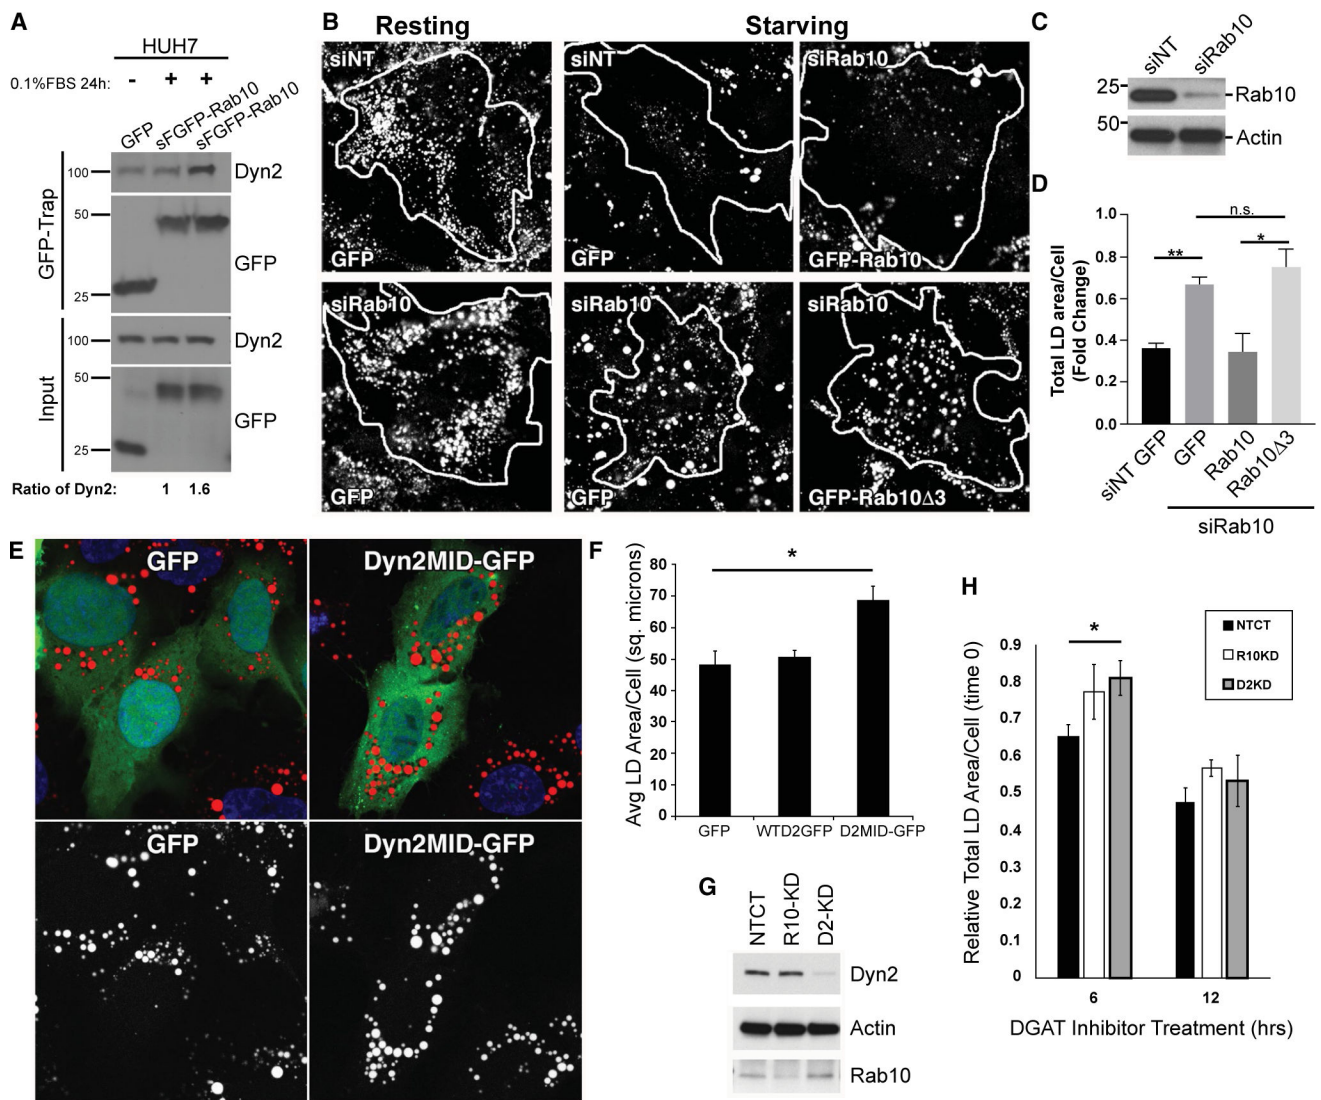 A
HUH7
0.1%FBS 24h: - + +
GFP
sFGFP-Rab10
sFGFP-Rab10
GFP-Trap
100 Dyn2
50
GFP
25
Input
100 Dyn2
50
GFP
25
Ratio of Dyn2: 1 1.6
B
Resting
Starving
siNT
GFP
siNT
GFP
siRab10
GFP-Rab10
siRab10
GFP
siRab10
GFP
siRab10
GFP-Rab10Δ3
C
siNT
siRab10
25 Rab10
50
Actin
D
Total LD area/Cell
(Fold Change)
1.0
0.8
0.6
0.4
0.2
0.0
**
n.s.
*
siNT GFP
GFP
Rab10
Rab10Δ3
siRab10
E
GFP
Dyn2MID-GFP
GFP
Dyn2MID-GFP
F
Avg LD Area/Cell (sq. microns)
80
70
60
50
40
30
20
10
0
*
GFP
WTD2GFP
D2MID-GFP
G
NTCT
R10-KD
D2-KD
Dyn2
Actin
Rab10
H
NTCT
R10KD
D2KD
Relative Total LD Area/Cell (time 0)
0.9
0.8
0.7
0.6
0.5
0.4
0.3
0.2
0.1
0
*
6
12
DGAT Inhibitor Treatment (hrs)